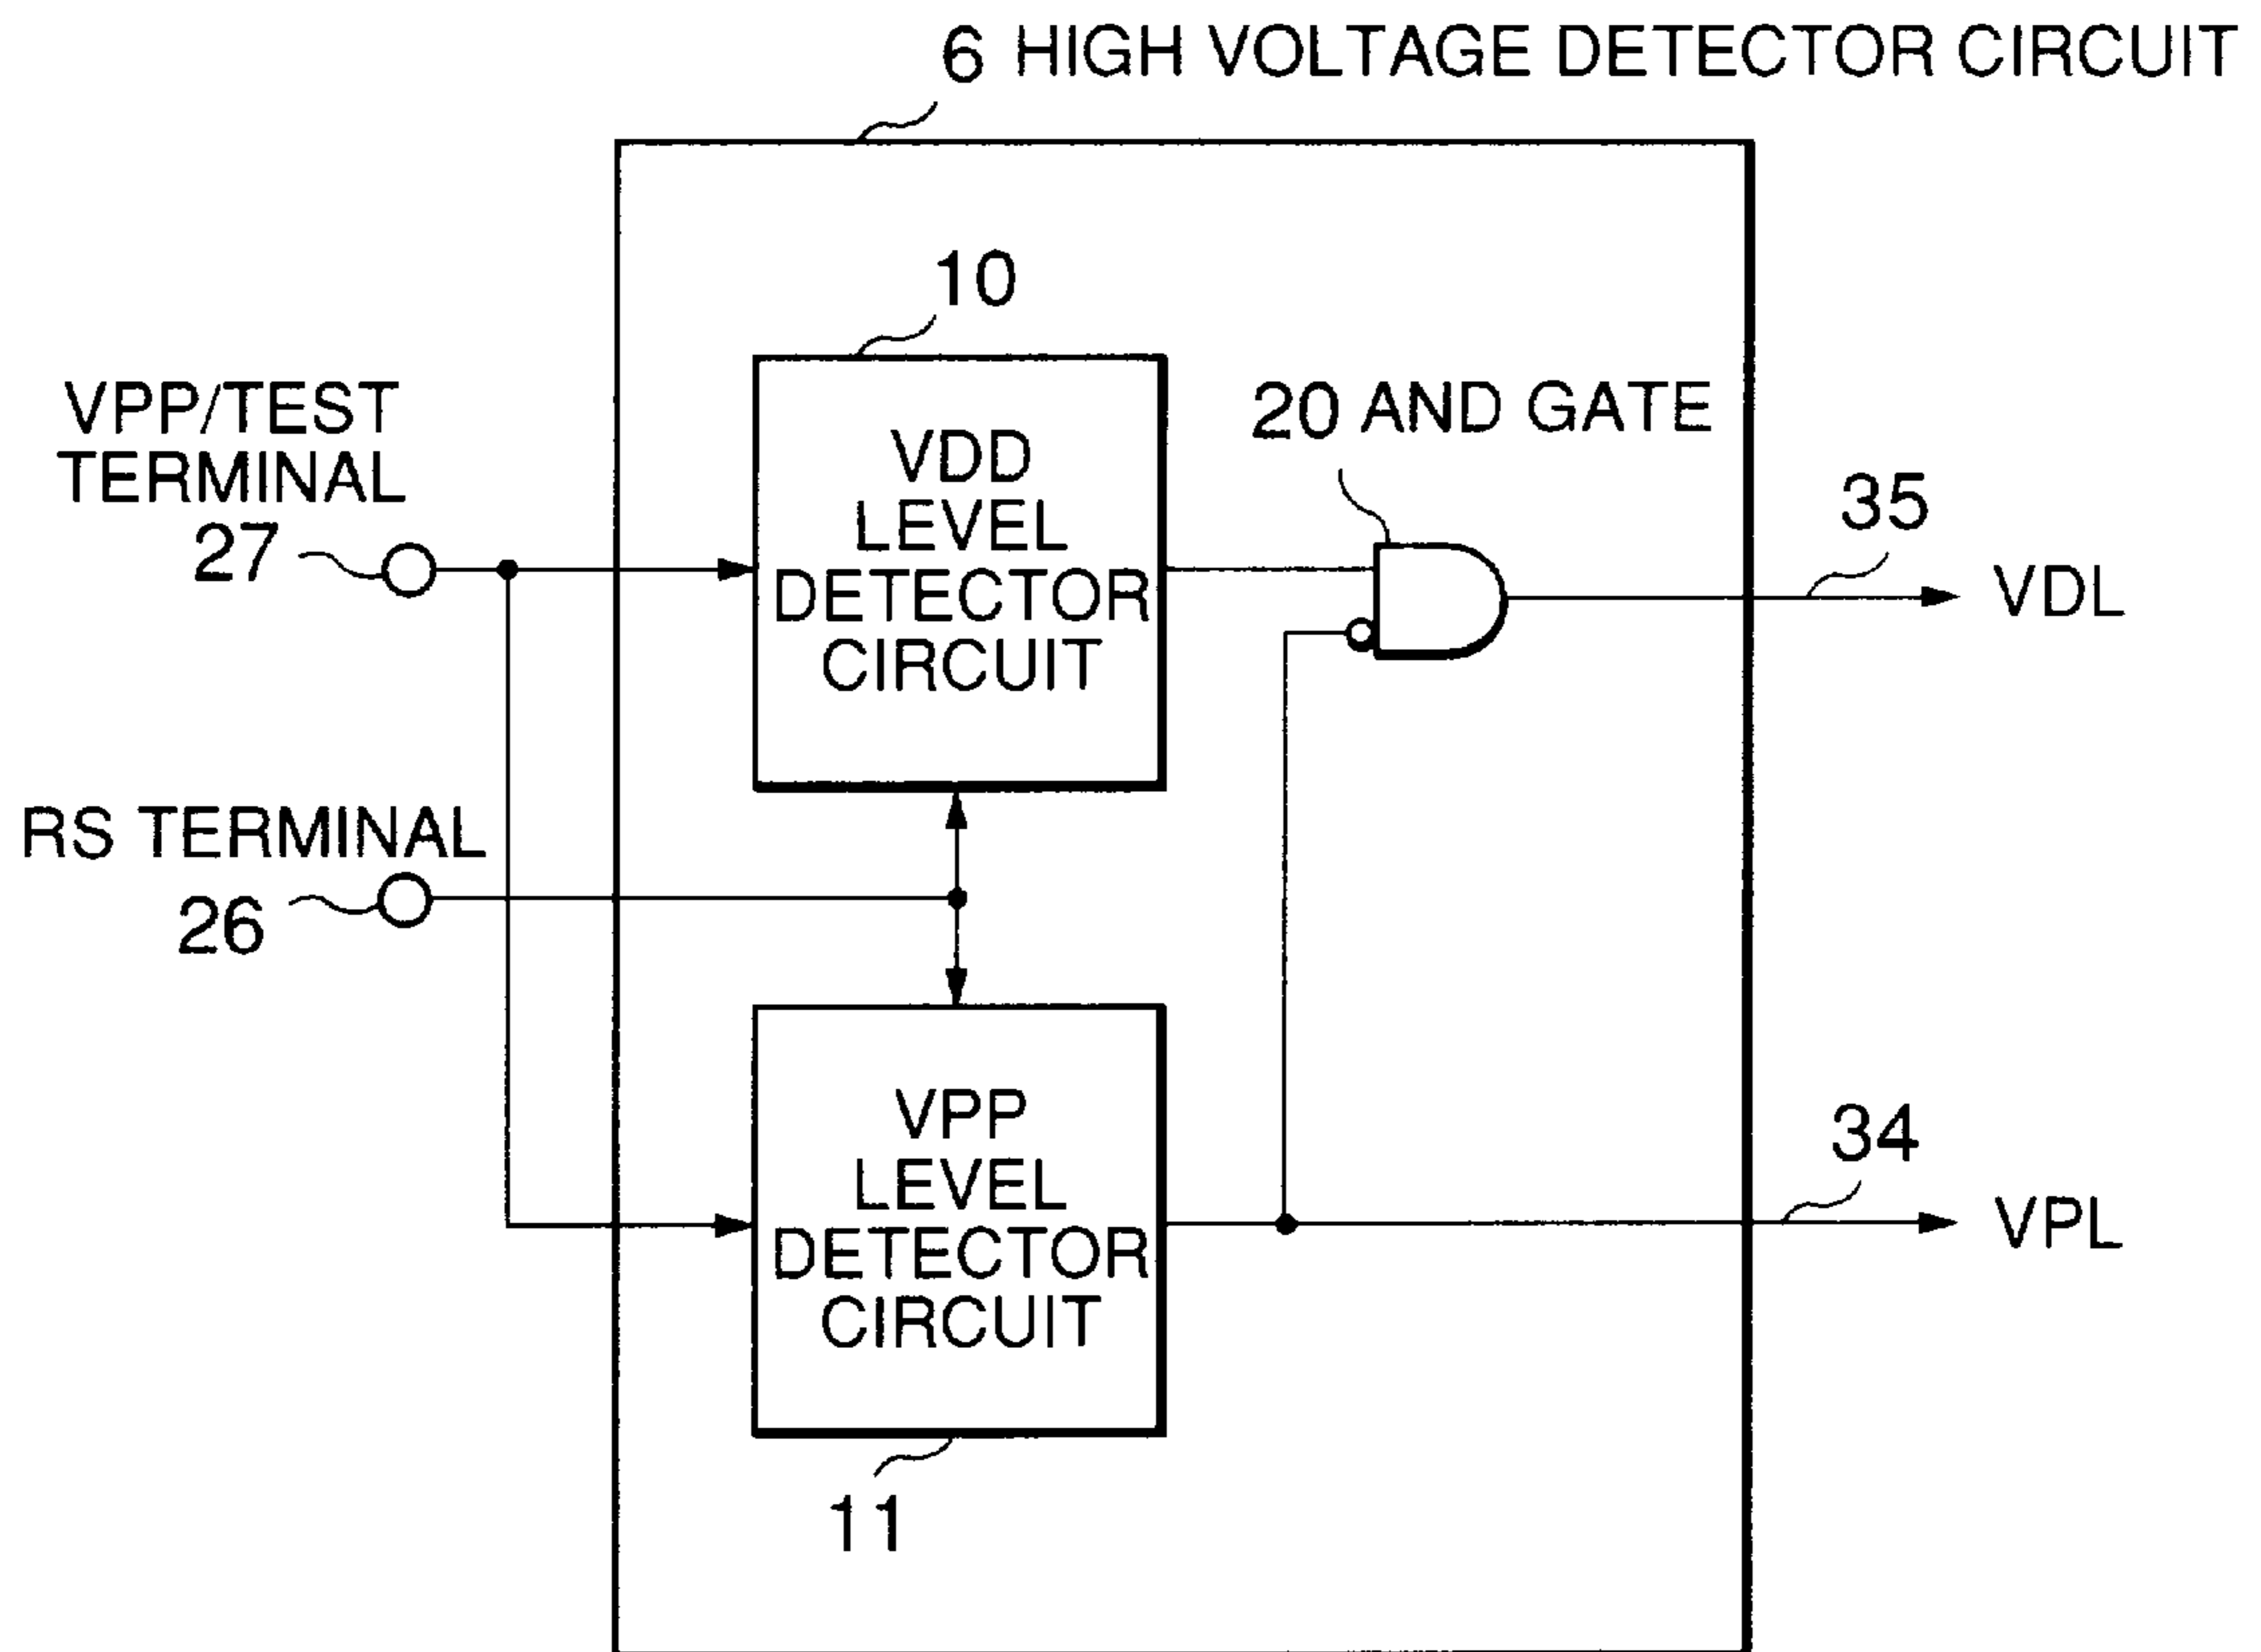 6 HIGH VOLTAGE DETECTOR CIRCUIT
10
VPP/TEST
TERMINAL
27
VDD
LEVEL
DETECTOR
CIRCUIT
20 AND GATE
35
VDL
RS TERMINAL
26
VPP
LEVEL
DETECTOR
CIRCUIT
34
VPL
11